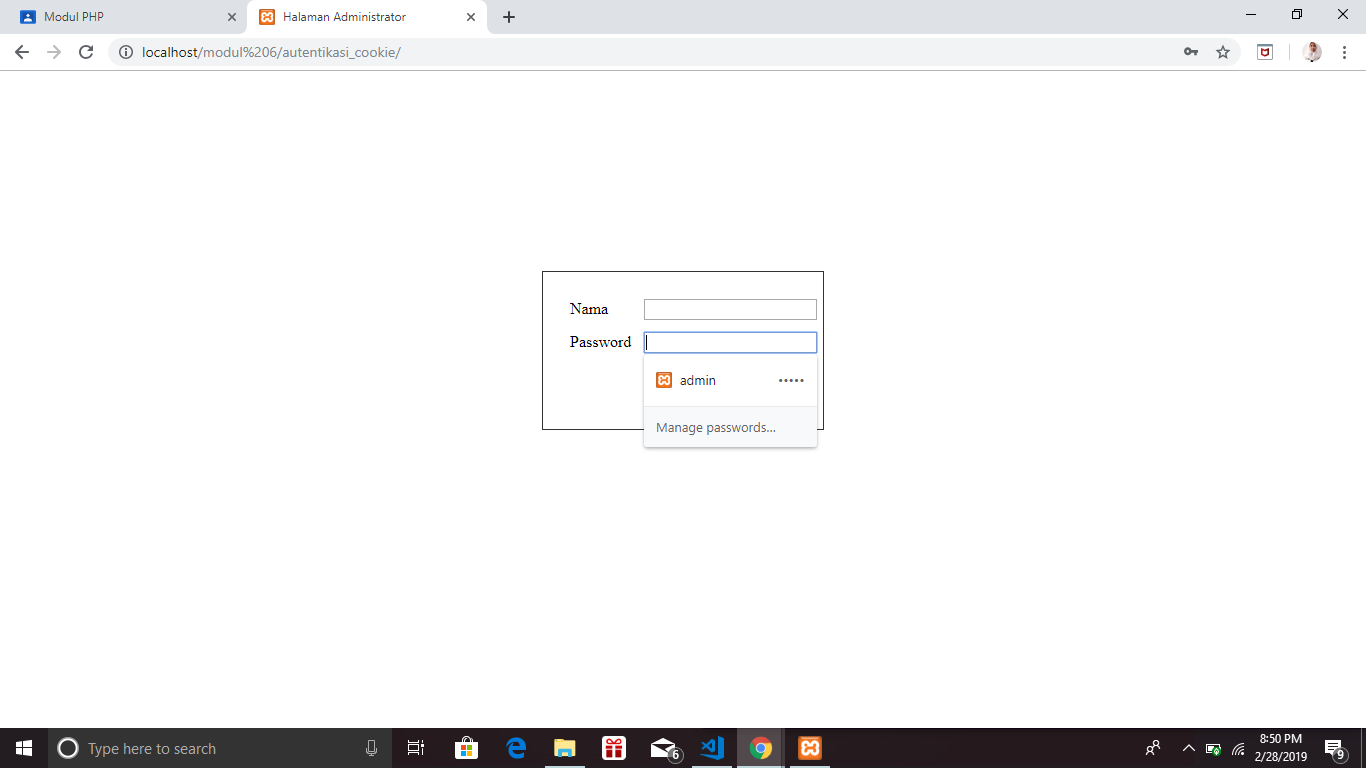 Modul PHP
Halaman Administrator
localhost/modul%206/autentikasi_cookie/
Nama
Password
admin •••••
Manage passwords...
Type here to search
6
8:50 PM
2/28/2019
9